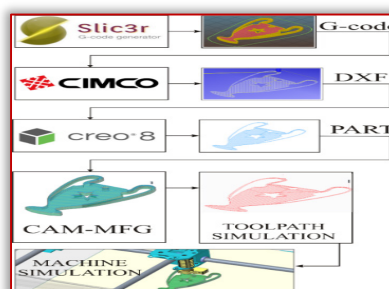 Slic3r
G-code generator
G-code
CIMCO
DXF
creo 8
PART
CAM-MFG
TOOLPATH
SIMULATION
MACHINE
SIMULATION